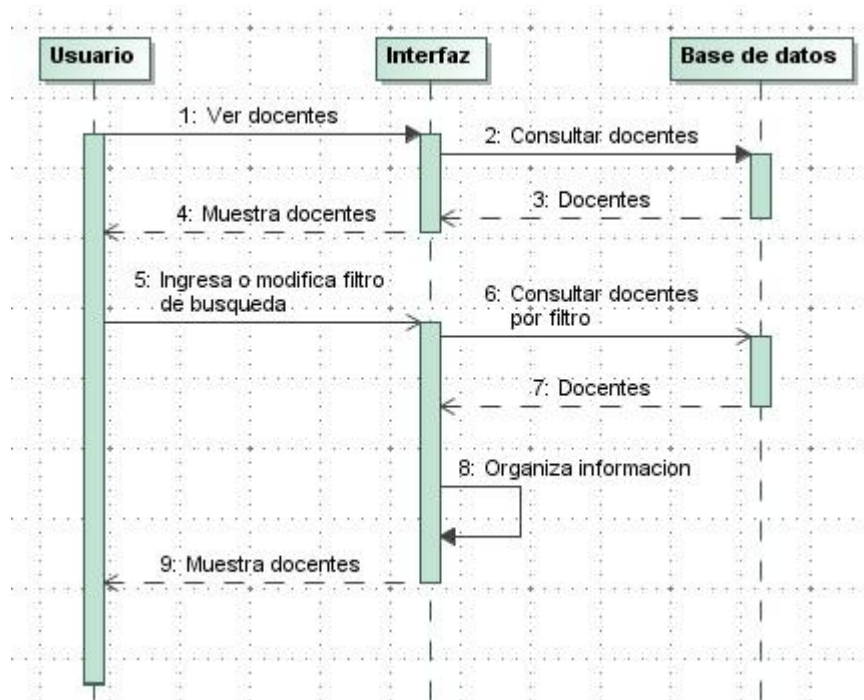 Usuario
Interfaz
Base de datos
1: Ver docentes
2: Consultar docentes
3: Docentes
4: Muestra docentes
5: Ingresa o modifica filtro
de busqueda
6: Consultar docentes
por filtro
7: Docentes
8: Organiza informacion
9: Muestra docentes